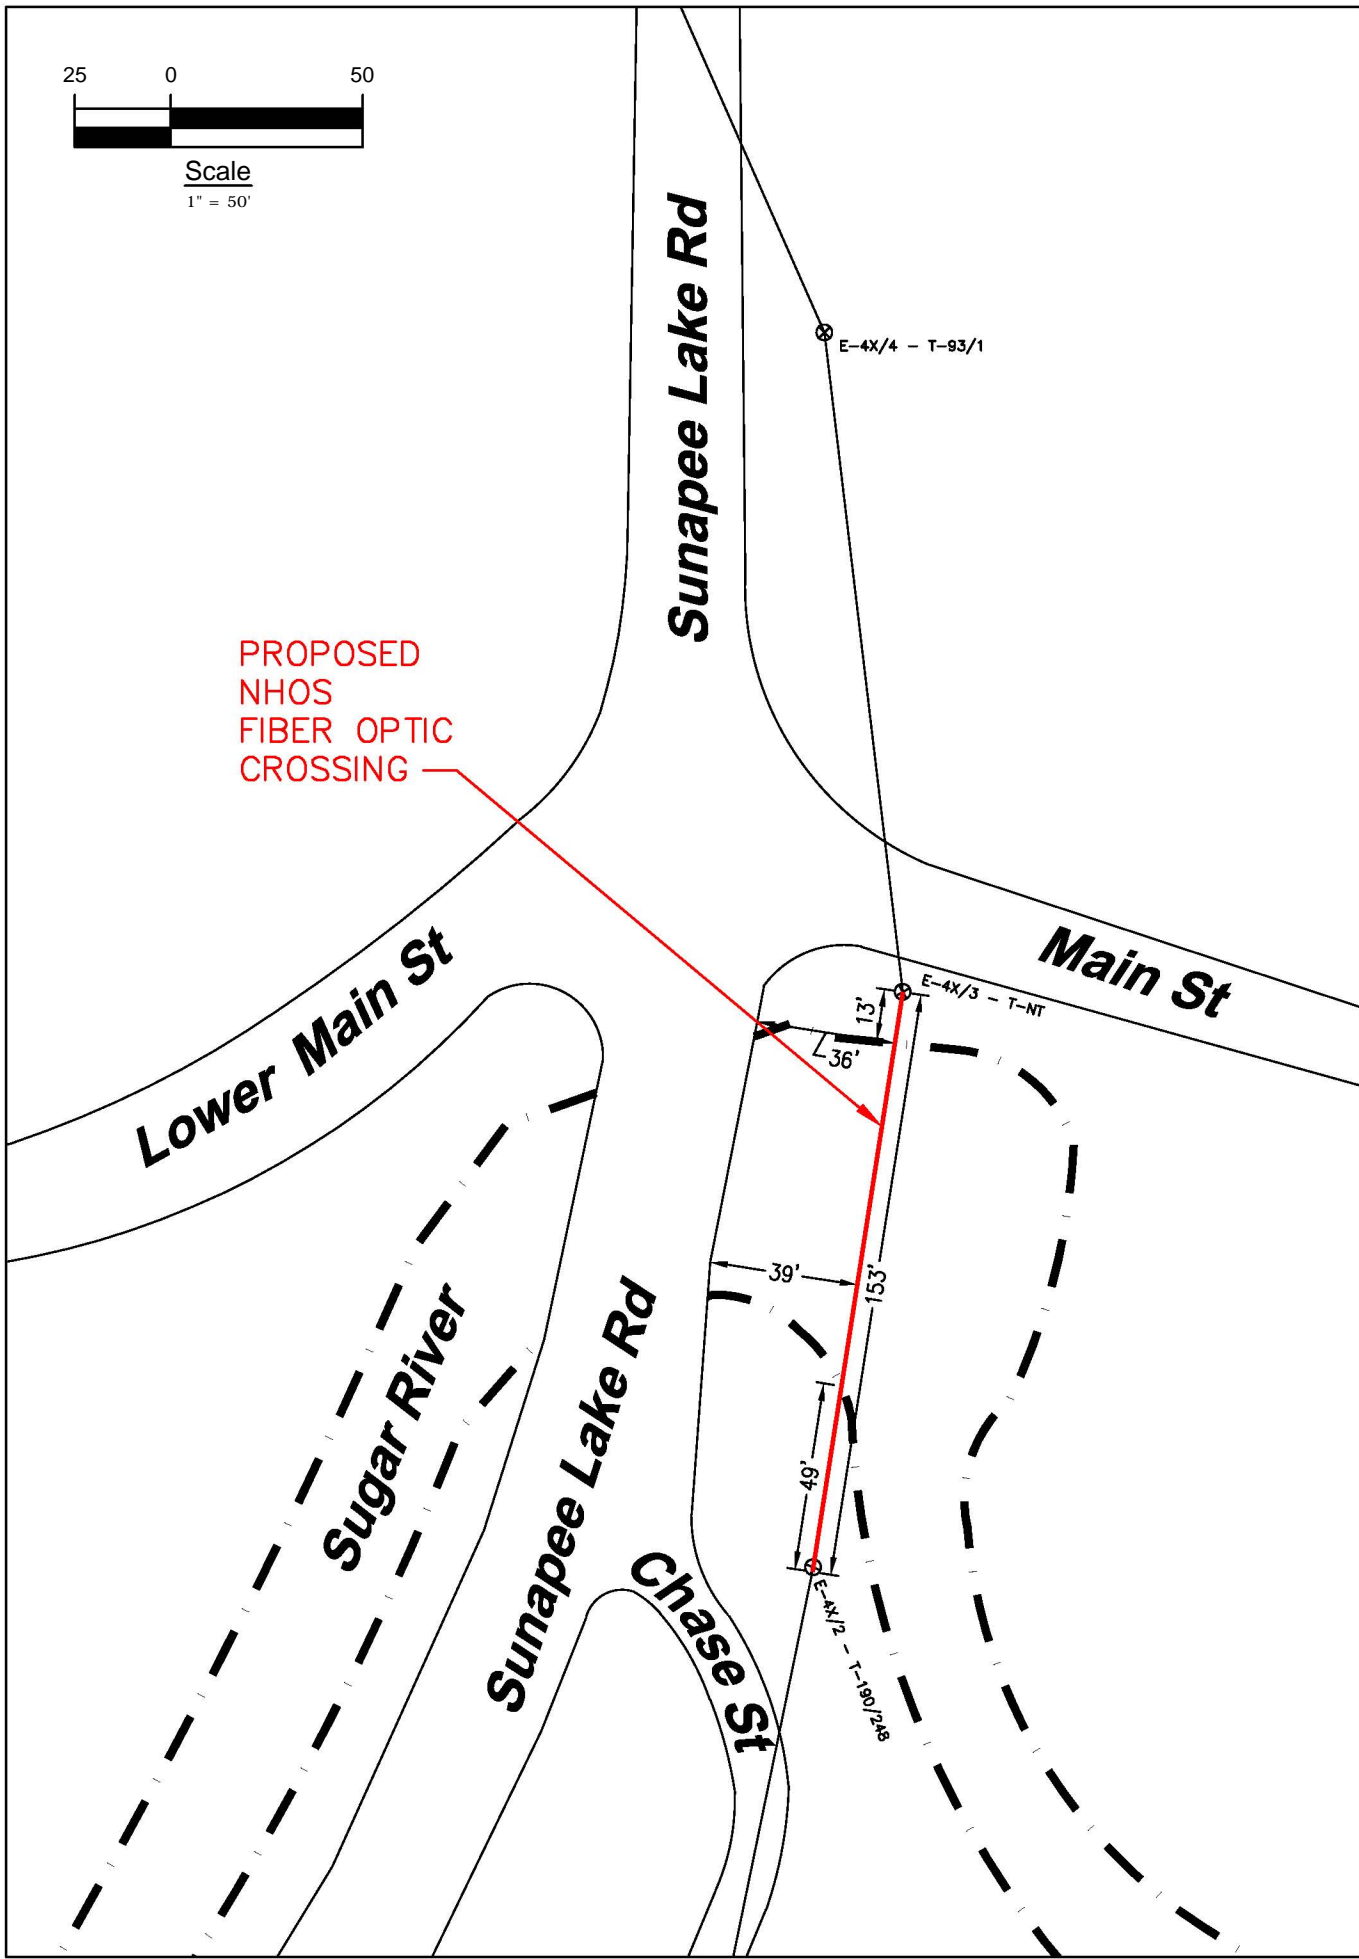 25 0 50
Scale
1" = 50'
Sunapee Lake Rd
E-4X/4 - T-93/1
PROPOSED
NHOS
FIBER OPTIC
CROSSING
Lower Main St
Main St
E-4X/3 - T-NT
13'
36'
39'
153'
49'
Sugar River
Sunapee Lake Rd
Chase St
E-4X/2 - T-190/248